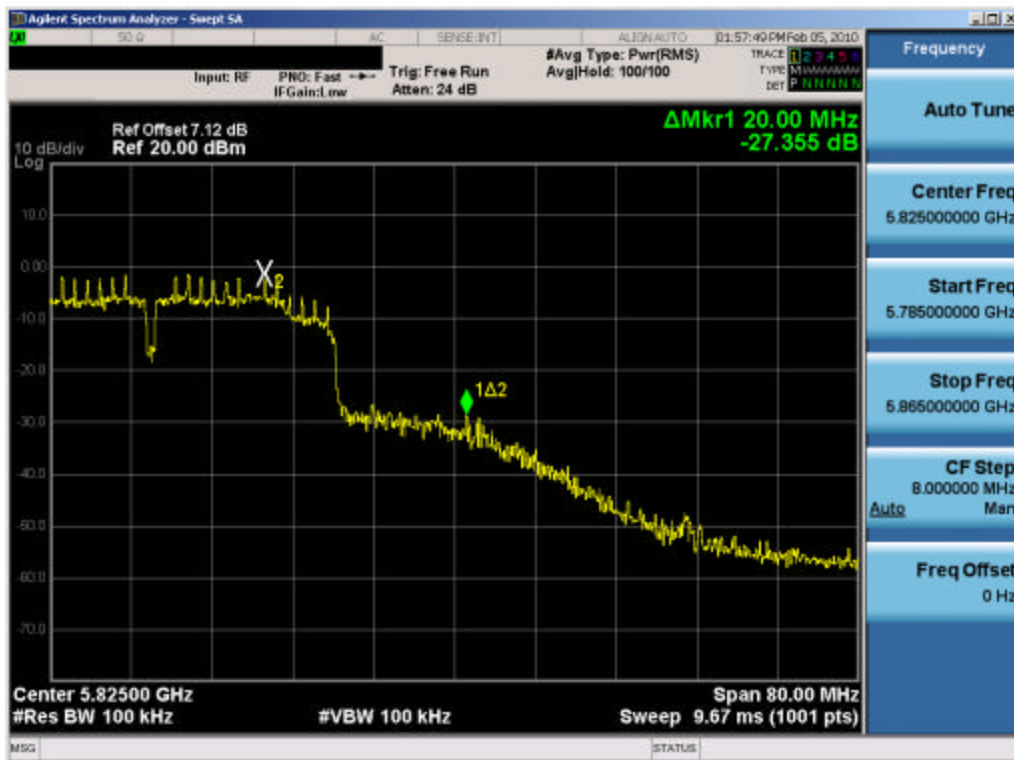 Agilent Spectrum Analyzer - Swept SA
50 Ω AC SENSE:INT ALIGNAUTO 01:57:49 PM Feb 05, 2010
Input: RF PNO: Fast Trig: Free Run #Avg Type: Pwr(RMS) TRACE 1 2 3 4 5 6
IFGain:Low Atten: 24 dB Avg|Hold: 100/100 TYPE M W W W W W
DET P N N N N N
Frequency
Auto Tune
Center Freq
5.825000000 GHz
Start Freq
5.785000000 GHz
Stop Freq
5.865000000 GHz
CF Step
8.000000 MHz
Auto Man
Freq Offset
0 Hz
ΔMkr1 20.00 MHz
-27.355 dB
Ref Offset 7.12 dB
10 dB/div Ref 20.00 dBm
Log
10.0
0.00
-10.0
-20.0
-30.0
-40.0
-50.0
-60.0
-70.0
X2
1Δ2
Center 5.82500 GHz Span 80.00 MHz
#Res BW 100 kHz #VBW 100 kHz Sweep 9.67 ms (1001 pts)
MSG STATUS